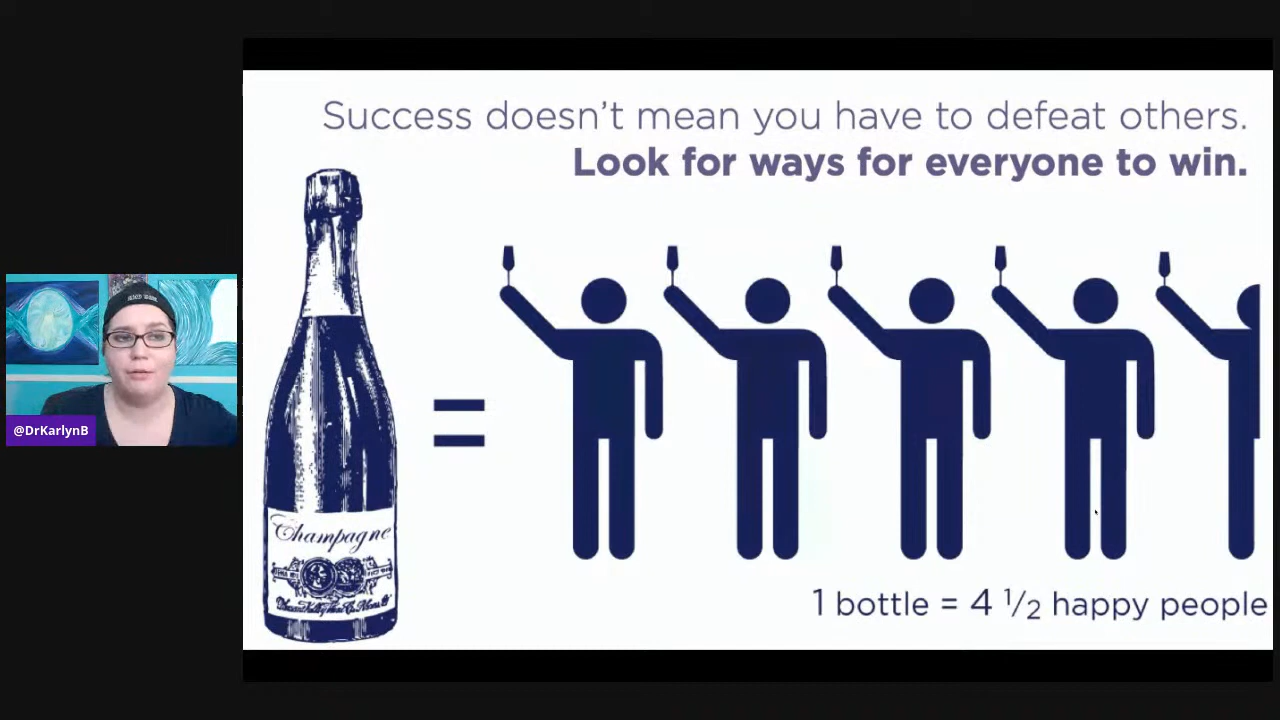 Success doesn’t mean you have to defeat others.
Look for ways for everyone to win.
@DrKarlynB
Champagne
1 bottle = 4 ½ happy people